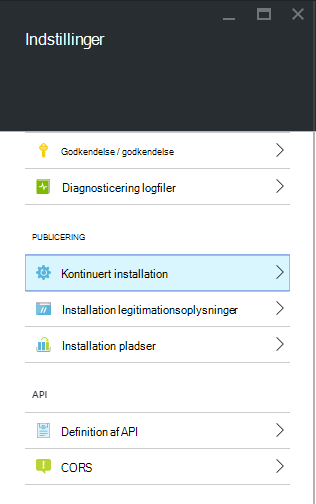 Indstillinger
Godkendelse / godkendelse
Diagnosticering logfiler
PUBLICERING
Kontinuert installation
Installation legitimationsoplysninger
Installation pladser
API
Definition af API
CORS